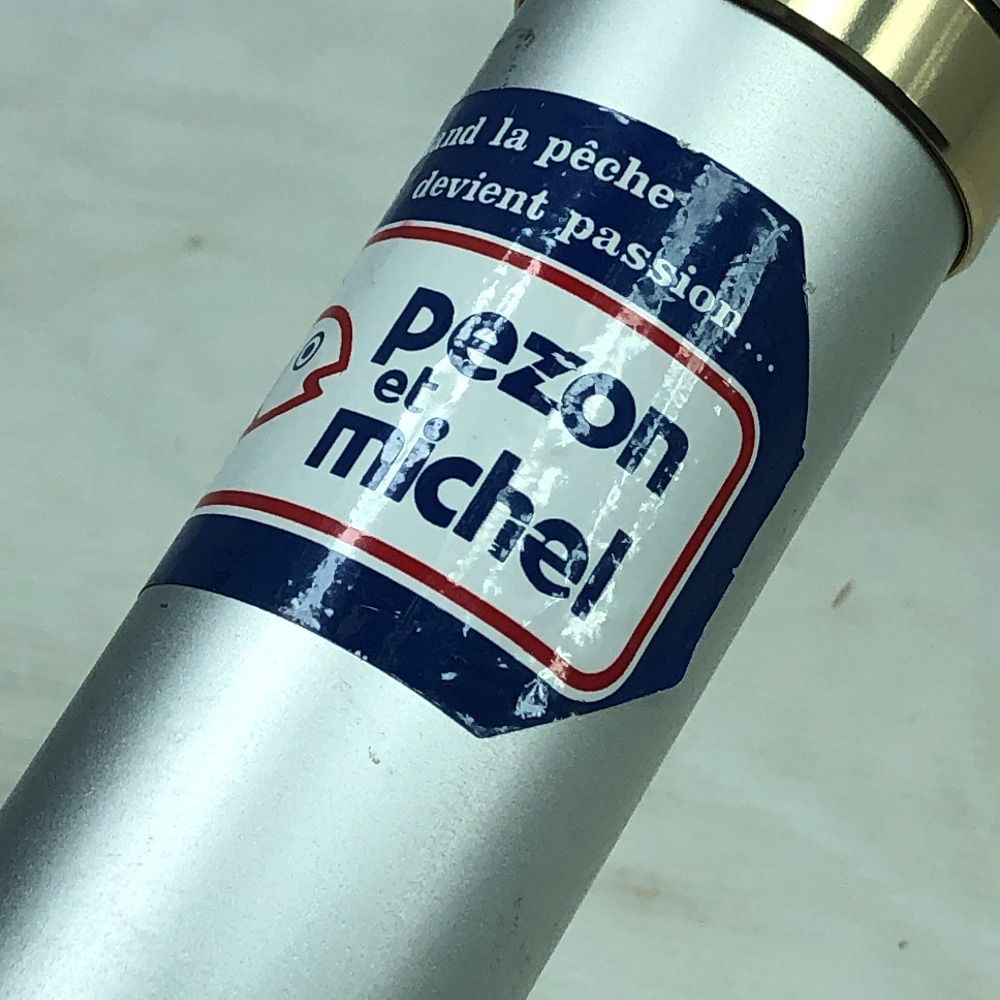 and la pêche
devient passion...
pezon
et
michel